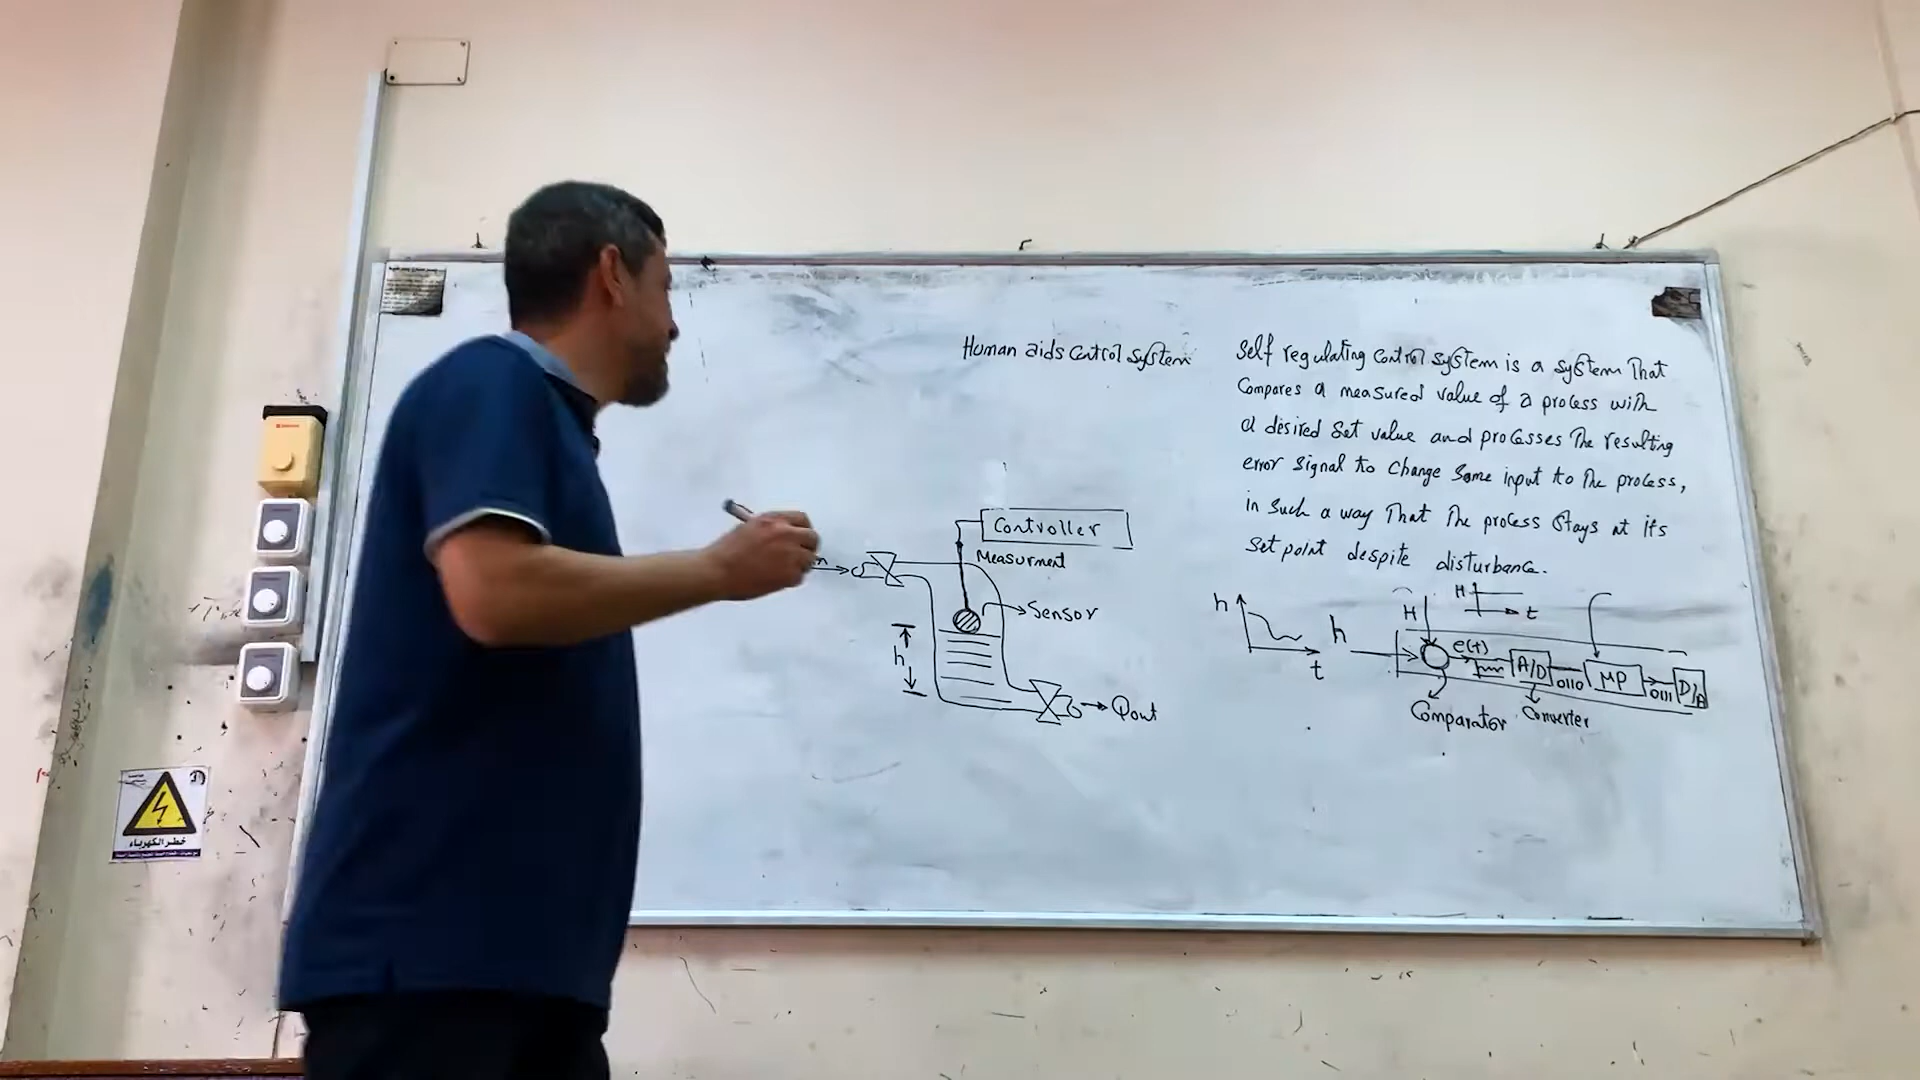 Human aids control system
Self regulating control system is a system That
Compares a measured value of a process with
a desired Set value and processes The resulting
error signal to change some input to The process,
in such a way That The process stays at its
set point despite disturbance.
Controller
Measurment
Sensor
h
Qout
h
t
h
H
H
t
e(t)
A/D
0110
MP
0111
D/A
Comparator
Converter
خطر الكهرباء